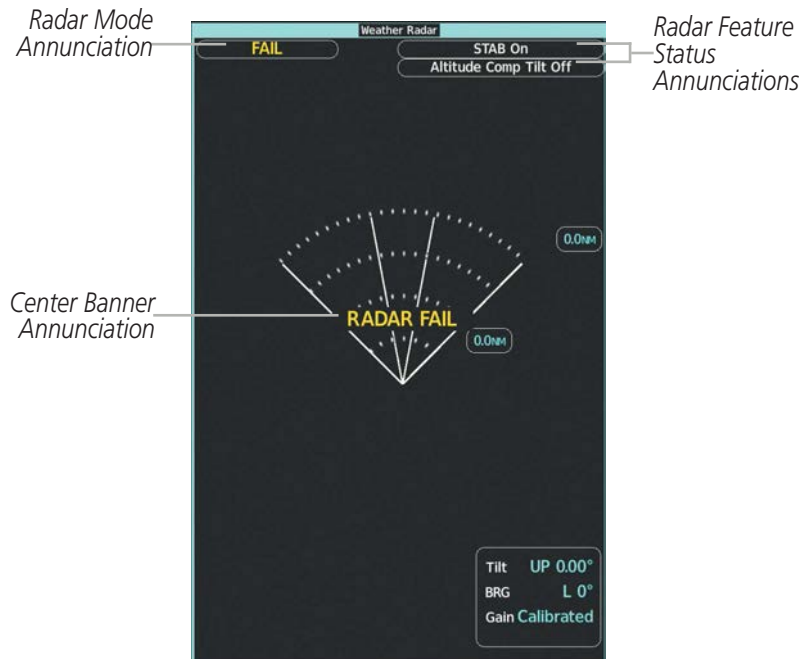 Radar Mode
Annunciation
Weather Radar
FAIL
STAB On
Altitude Comp Tilt Off
Radar Feature
Status
Annunciations
0.0NM
Center Banner
Annunciation
RADAR FAIL
0.0NM
Tilt UP 0.00°
BRG L 0°
Gain Calibrated